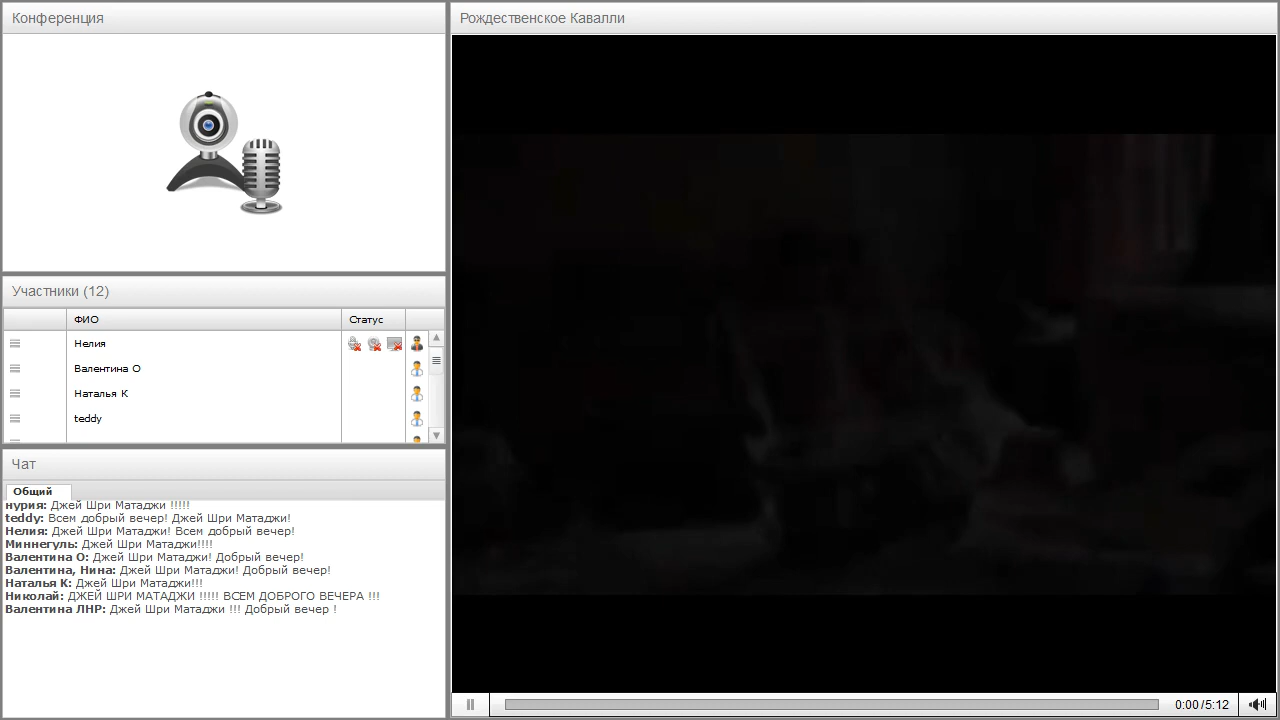 Конференция
Рождественское Кавалли
Участники (12)
ФИО
Статус
Нелия
Валентина О
Наталья К
teddy
Чат
Общий
нурия: Джей Шри Матаджи !!!!!
teddy: Всем добрый вечер! Джей Шри Матаджи!
Нелия: Джей Шри Матаджи! Всем добрый вечер!
Миннегуль: Джей Шри Матаджи!!!!
Валентина О: Джей Шри Матаджи! Добрый вечер!
Валентина, Нина: Джей Шри Матаджи! Добрый вечер!
Наталья К: Джей Шри Матаджи!!!
Николай: ДЖЕЙ ШРИ МАТАДЖИ !!!!! ВСЕМ ДОБРОГО ВЕЧЕРА !!!
Валентина ЛНР: Джей Шри Матаджи !!! Добрый вечер !
0:00/5:12